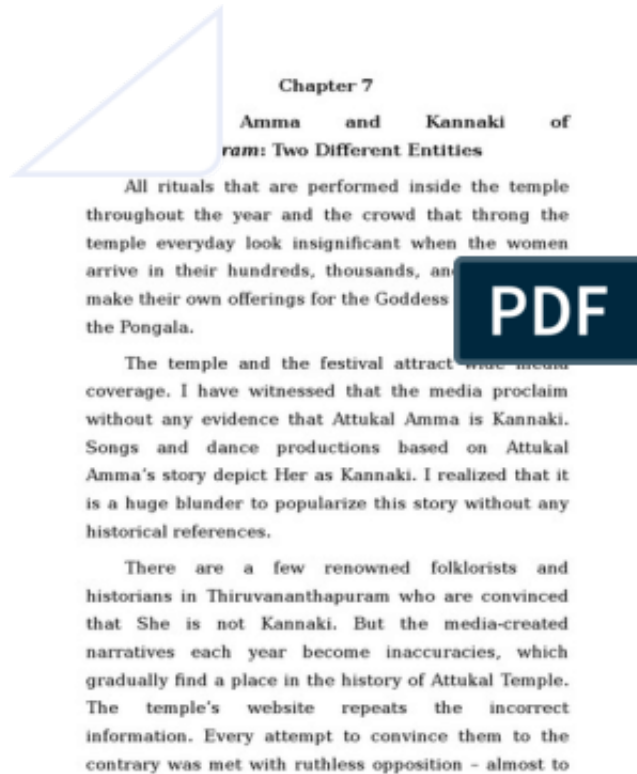 Chapter 7
Amma and Kannaki of
ram: Two Different Entities
All rituals that are performed inside the temple
throughout the year and the crowd that throng the
temple everyday look insignificant when the women
arrive in their hundreds, thousands, an
make their own offerings for the Goddess
the Pongala.
PDF
The temple and the festival attract wide media
coverage. I have witnessed that the media proclaim
without any evidence that Attukal Amma is Kannaki.
Songs and dance productions based on Attukal
Amma's story depict Her as Kannaki. I realized that it
is a huge blunder to popularize this story without any
historical references.
There are a few renowned folklorists and
historians in Thiruvananthapuram who are convinced
that She is not Kannaki. But the media-created
narratives each year become inaccuracies, which
gradually find a place in the history of Attukal Temple.
The temple's website repeats the incorrect
information. Every attempt to convince them to the
contrary was met with ruthless opposition – almost to